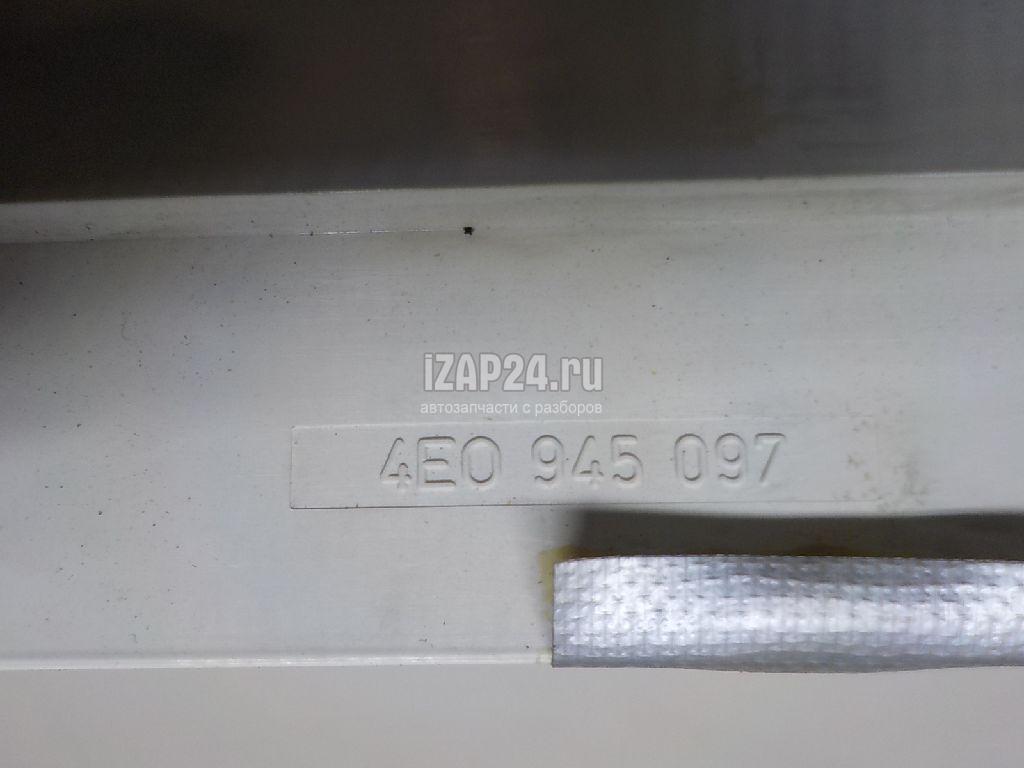 iZAP24.ru
автозапчасти с разборов
4E0 945 097